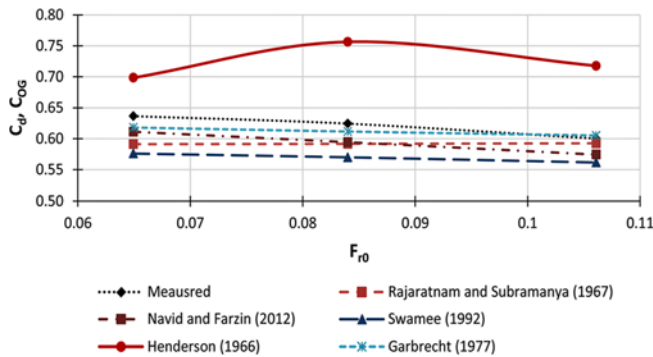 0.80
0.75
0.70
0.65
0.60
0.55
0.50
Cd, COG
0.06 0.07 0.08 0.09 0.1 0.11
Fr0
Meausred
Rajaratnam and Subramanya (1967)
Navid and Farzin (2012)
Swamee (1992)
Henderson (1966)
Garbrecht (1977)